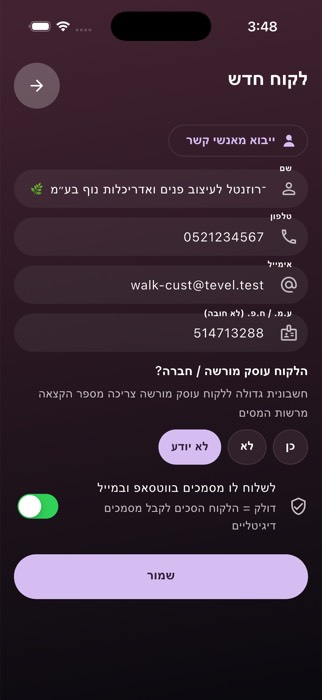 3:48
לקוח חדש
ייבוא מאנשי קשר
שם
רוזנטל לעיצוב פנים ואדריכלות נוף בע״מ 🌿
טלפון
0521234567
אימייל
walk-cust@tevel.test
ע.מ. / ח.פ. (לא חובה)
514713288
הלקוח עוסק מורשה / חברה?
חשבונית גדולה ללקוח עוסק מורשה צריכה מספר הקצאה
מרשות המסים
כן
לא
לא יודע
לשלוח לו מסמכים בווטסאפ ובמייל
דולק = הלקוח הסכים לקבל מסמכים
דיגיטליים
שמור